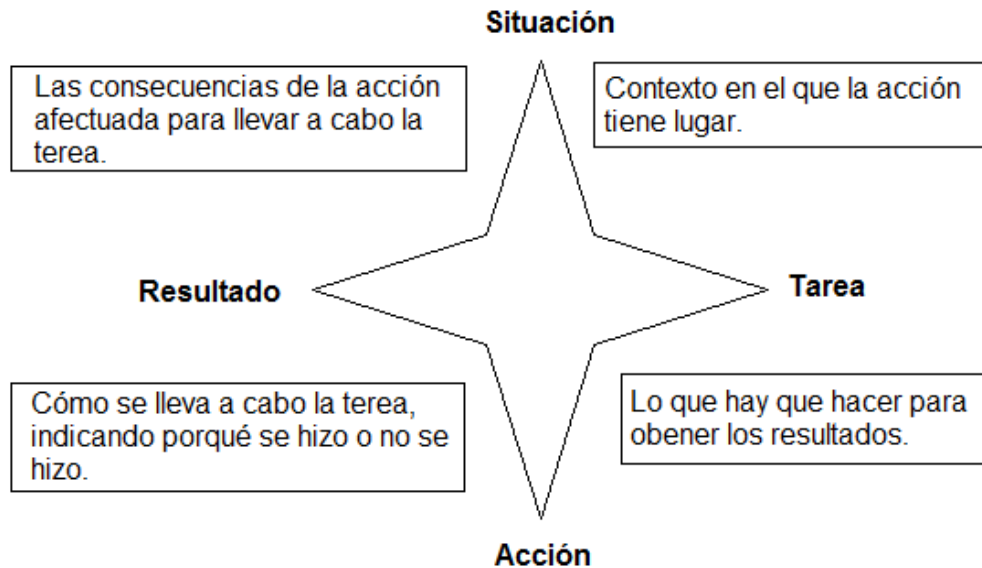 Situación
Las consecuencias de la acción
afectuada para llevar a cabo la
terea.
Contexto en el que la acción
tiene lugar.
Resultado
Tarea
Cómo se lleva a cabo la terea,
indicando porqué se hizo o no se
hizo.
Lo que hay que hacer para
obener los resultados.
Acción